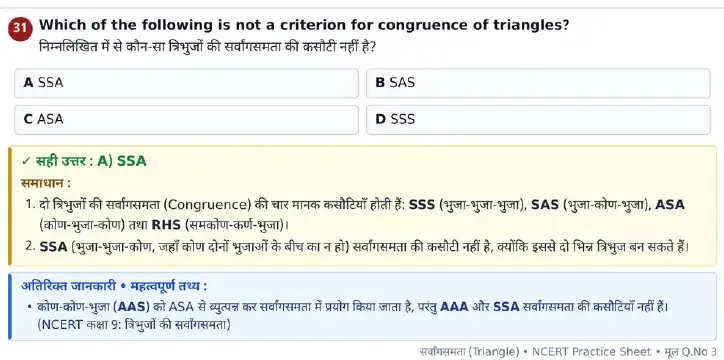 31 Which of the following is not a criterion for congruence of triangles?
निम्नलिखित में से कौन-सा त्रिभुजों की सर्वांगसमता की कसौटी नहीं है?
A SSA
B SAS
C ASA
D SSS
✓ सही उत्तर : A) SSA
समाधान :
1. दो त्रिभुजों की सर्वांगसमता (Congruence) की चार मानक कसौटियाँ होती हैं: SSS (भुजा-भुजा-भुजा), SAS (भुजा-कोण-भुजा), ASA
(कोण-भुजा-कोण) तथा RHS (समकोण-कर्ण-भुजा)।
2. SSA (भुजा-भुजा-कोण, जहाँ कोण दोनों भुजाओं के बीच का न हो) सर्वांगसमता की कसौटी नहीं है, क्योंकि इससे दो भिन्न त्रिभुज बन सकते हैं।
अतिरिक्त जानकारी • महत्वपूर्ण तथ्य :
• कोण-कोण-भुजा (AAS) को ASA से व्युत्पन्न कर सर्वांगसमता में प्रयोग किया जाता है, परंतु AAA और SSA सर्वांगसमता की कसौटियाँ नहीं हैं।
(NCERT कक्षा 9: त्रिभुजों की सर्वांगसमता)
सर्वांगसमता (Triangle) • NCERT Practice Sheet • मूल Q.No 3